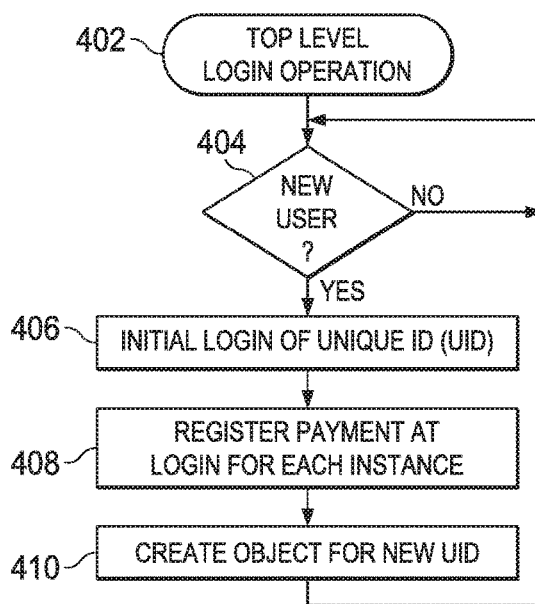 402
TOP LEVEL
LOGIN OPERATION
404
NEW
USER
?
NO
YES
406
INITIAL LOGIN OF UNIQUE ID (UID)
408
REGISTER PAYMENT AT
LOGIN FOR EACH INSTANCE
410
CREATE OBJECT FOR NEW UID